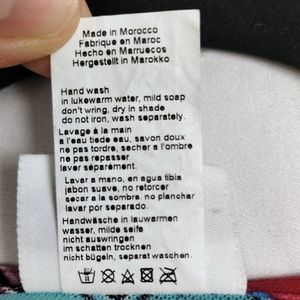 Made in Morocco
Fabrique en Maroc
Hecho en Marruecos
Hergestellt in Marokko
Hand wash
in lukewarm water, mild soap
don't wring, dry in shade
do not iron, wash separately.
Lavage à la main
a l'eau tiede eau, savon doux
ne pas tordre, secher a l'ombre
ne pas repasser
laver séparément.
Lavar a mano, en agua tibia
jabon suave, no retorcer
secar a la sombra, no planchar
lavar por separado.
Handwäsche in lauwarmen
wasser, milde seife
nicht auswringen
im schatten trocknen
nicht bügeln, separat waschen.